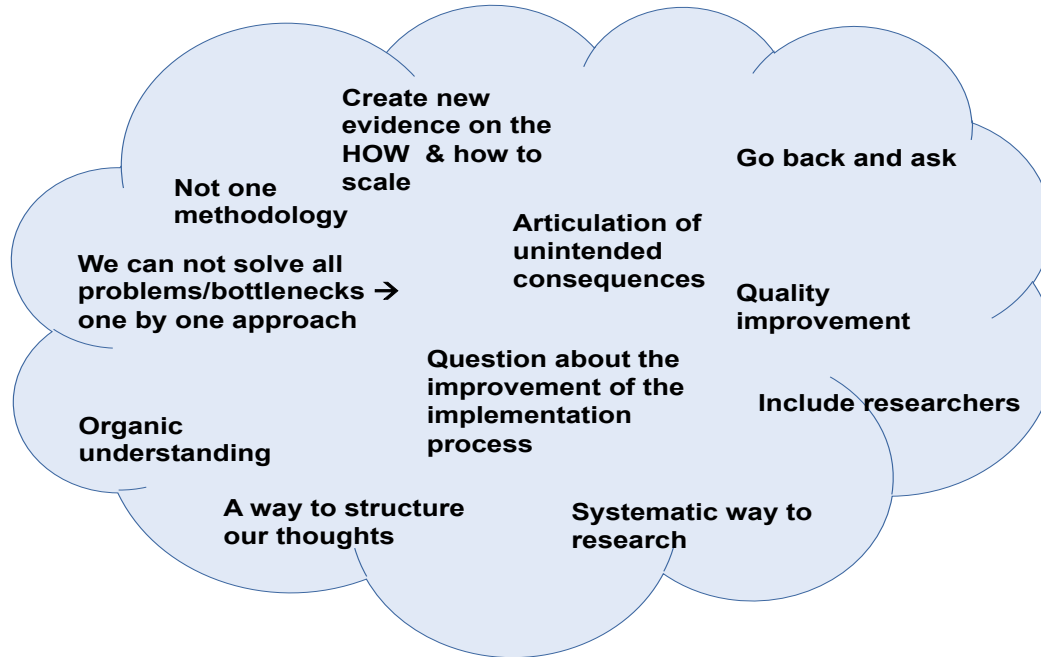 Create new
evidence on the
HOW & how to
scale
Go back and ask
Not one
methodology
Articulation of
unintended
consequences
We can not solve all
problems/bottlenecks →
one by one approach
Quality
improvement
Question about the
improvement of the
implementation
process
Include researchers
Organic
understanding
A way to structure
our thoughts
Systematic way to
research